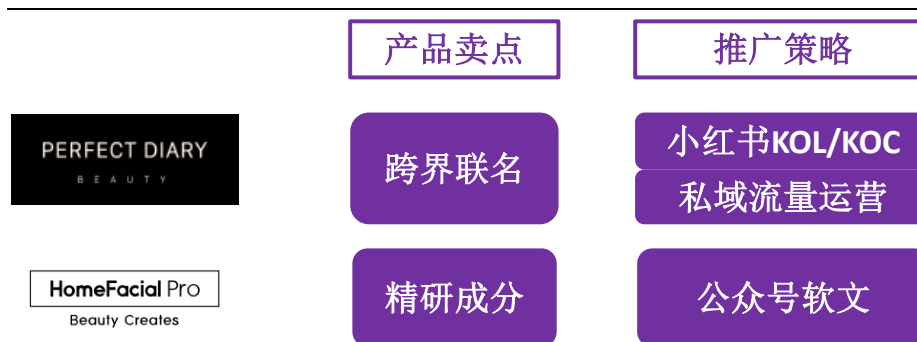 产品卖点
推广策略
PERFECT DIARY
BEAUTY
跨界联名
小红书KOL/KOC
私域流量运营
HomeFacial Pro
Beauty Creates
精研成分
公众号软文